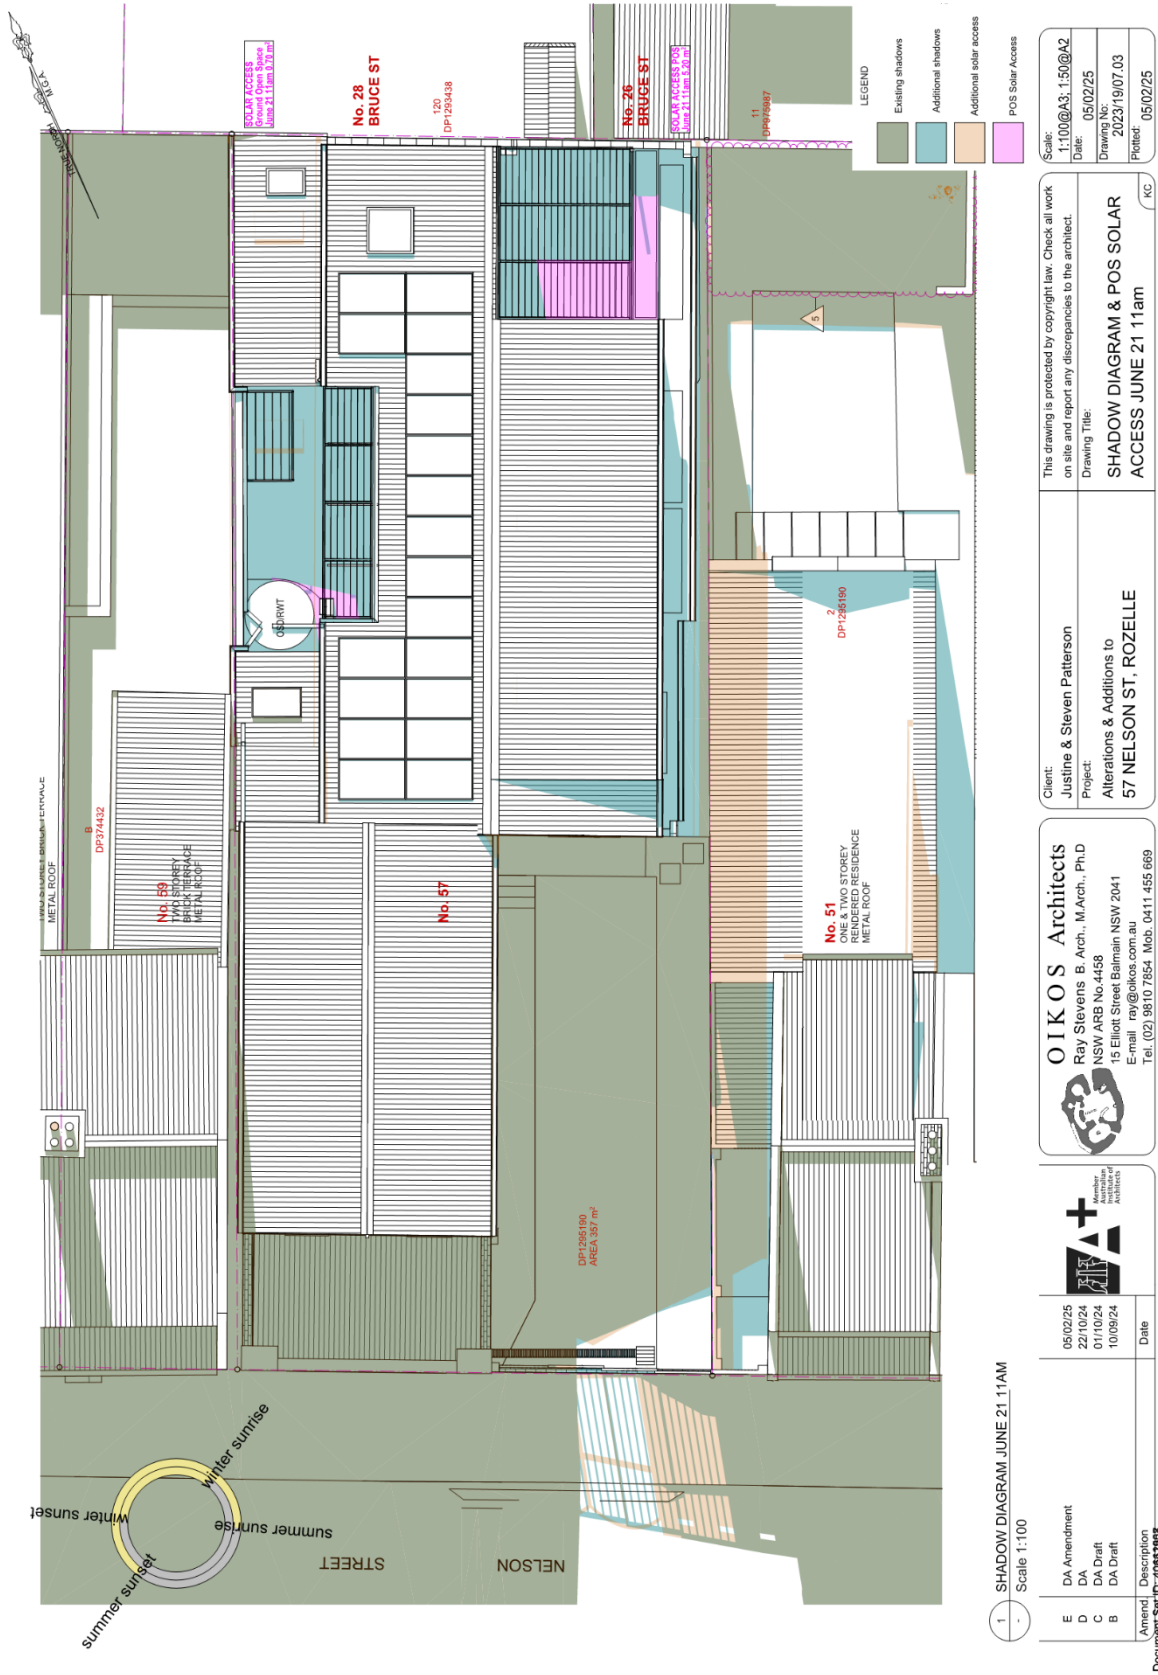 M.G.A
TRUE NORTH
SOLAR ACCESS
Ground Open Space
June 21 11am 0.70 m²
No. 28
BRUCE ST
120
DP1293438
No. 26
BRUCE ST
SOLAR ACCESS POS
June 21 11am 5.20 m²
11
DP975987
LEGEND
Existing shadows
Additional shadows
Additional solar access
POS Solar Access
METAL ROOF
B
DP374432
No. 59
TWO STOREY
BRICK TERRACE
METAL ROOF
OSD/RWT
No. 57
5
2
DP1295190
No. 51
ONE & TWO STOREY
RENDERED RESIDENCE
METAL ROOF
DP1295190
AREA 357 m²
winter sunrise
winter sunset
summer sunrise
summer sunset
NELSON
STREET
1
-
SHADOW DIAGRAM JUNE 21 11AM
Scale 1:100
E DA Amendment 05/02/25
D DA 22/10/24
C DA Draft 01/10/24
B DA Draft 10/09/24
Amend. Description Date
A+
Member
Australian
Institute of
Architects
OIKOS Architects
Ray Stevens B. Arch., M.Arch., Ph.D
NSW ARB No.4458
15 Elliott Street Balmain NSW 2041
E-mail ray@oikos.com.au
Tel. (02) 9810 7854 Mob. 0411 455 669
Client:
Justine & Steven Patterson
Project:
Alterations & Additions to
57 NELSON ST, ROZELLE
This drawing is protected by copyright law. Check all work
on site and report any discrepancies to the architect.
Drawing Title:
SHADOW DIAGRAM & POS SOLAR
ACCESS JUNE 21 11am
KC
Scale:
1:100@A3; 1:50@A2
Date:
05/02/25
Drawing No:
2023/19/07.03
Plotted:
05/02/25
Document Set ID: